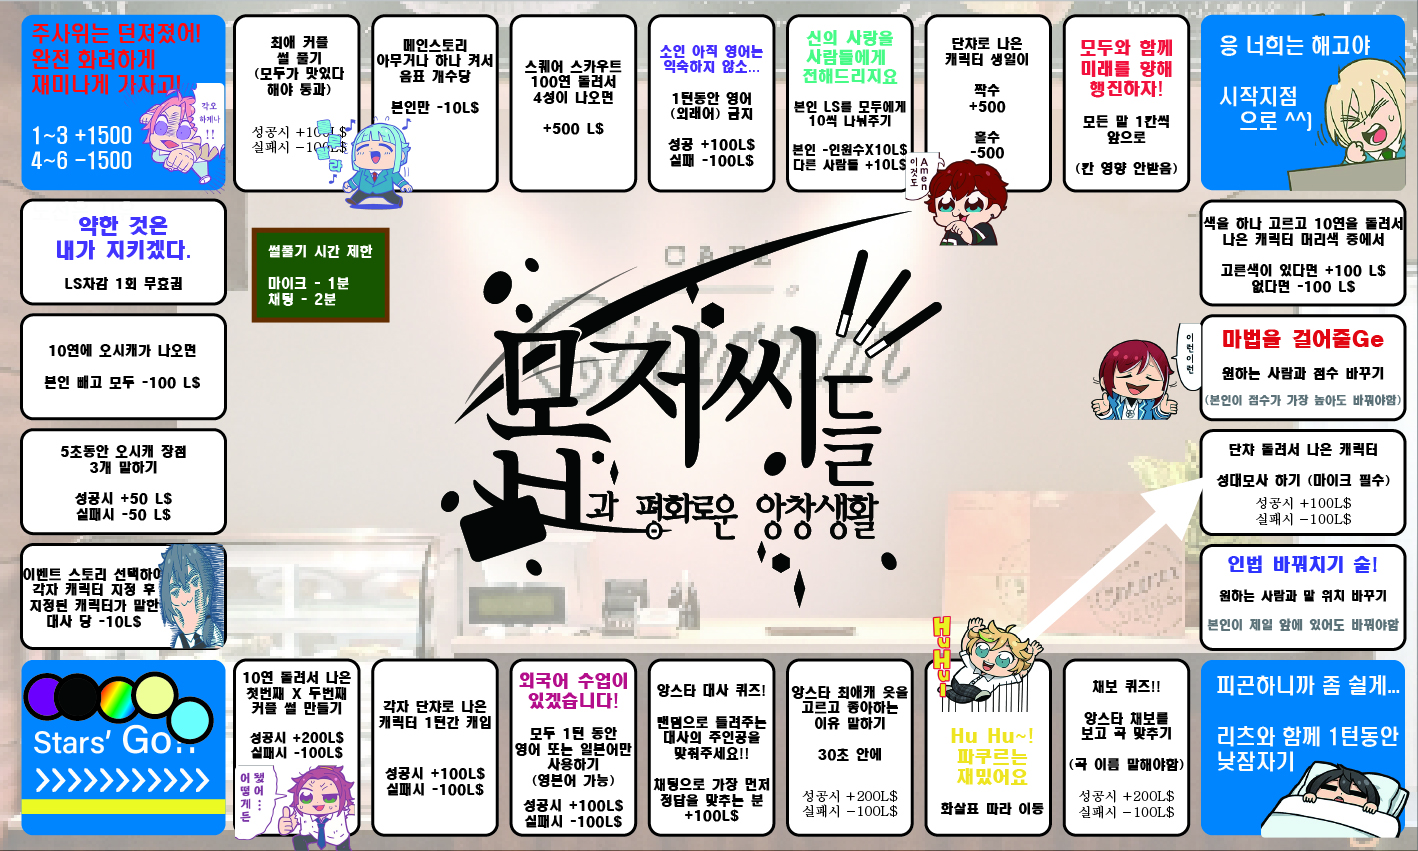 주사위는 던져졌어!
완전 화려하게
재미나게 가자고!
1~3 +1500
4~6 -1500
각오
하게나
!!
최애 커플
썰 풀기
(모두가 맞았다
해야 통과)
성공시 +100L$
실패시 -100L$
메인스토리
아무거나 하나 켜서
음표 개수당
본인만 -10L$
스퀘어 스카우트
100연 돌려서
4성이 나오면
+500 L$
소인 아직 영어는
익숙하지 않소...
1턴동안 영어
(외래어) 금지
성공 +100L$
실패 -100L$
신의 사랑을
사람들에게
전해드리지요
본인 LS를 모두에게
10씩 나눠주기
본인 -인원수X10L$
다른 사람들 +10L$
Amen
이것도
단챠로 나온
캐릭터 생일이
짝수
+500
홀수
-500
모두와 함께
미래를 향해
행진하자!
모든 말 1칸씩
앞으로
(칸 영향 안받음)
응 너희는 해고야
시작지점
으로 ^^]
약한 것은
내가 지키겠다.
LS차감 1회 무효권
썰풀기 시간 제한
마이크 - 1분
채팅 - 2분
CAFÉ
Cinnamon
모저씨들
과 평화로운 앙창생활
색을 하나 고르고 10연을 돌려서
나온 캐릭터 머리색 중에서
고른색이 있다면 +100 L$
없다면 -100 L$
10연에 오시캐가 나오면
본인 빼고 모두 -100 L$
이런이런
마법을 걸어줄Ge
원하는 사람과 점수 바꾸기
(본인이 점수가 가장 높아도 바꿔야함)
5초동안 오시캐 장점
3개 말하기
성공시 +50 L$
실패시 -50 L$
단챠 돌려서 나온 캐릭터
성대모사 하기 (마이크 필수)
성공시 +100L$
실패시 -100L$
이벤트 스토리 선택하여
각자 캐릭터 지정 후
지정된 캐릭터가 말한
대사 당 -10L$
인법 바꿔치기 술!
원하는 사람과 말 위치 바꾸기
본인이 제일 앞에 있어도 바꿔야함
Stars' Go!!
10연 돌려서 나온
첫번째 X 두번째
커플 썰 만들기
성공시 +200L$
실패시 -100L$
됐어...
어떻게든
각자 단챠로 나온
캐릭터 1턴간 캐입
성공시 +100L$
실패시 -100L$
외국어 수업이
있겠습니다!
모두 1턴 동안
영어 또는 일본어만
사용하기
(영본어 가능)
성공시 +100L$
실패시 -100L$
앙스타 대사 퀴즈!
맨덤으로 들려주는
대사의 주인공을
맞춰주세요!!
채팅으로 가장 먼저
정답을 맞추는 분
+100L$
앙스타 최애캐 옷을
고르고 좋아하는
이유 말하기
30초 안에
성공시 +200L$
실패시 -100L$
HuHu!
Hu Hu~!
파쿠르는
재밌어요
화살표 따라 이동
채보 퀴즈!!
앙스타 채보를
보고 곡 맞추기
(곡 이름 말해야함)
성공시 +200L$
실패시 -100L$
피곤하니까 좀 쉴게...
리츠와 함께 1턴동안
낮잠자기